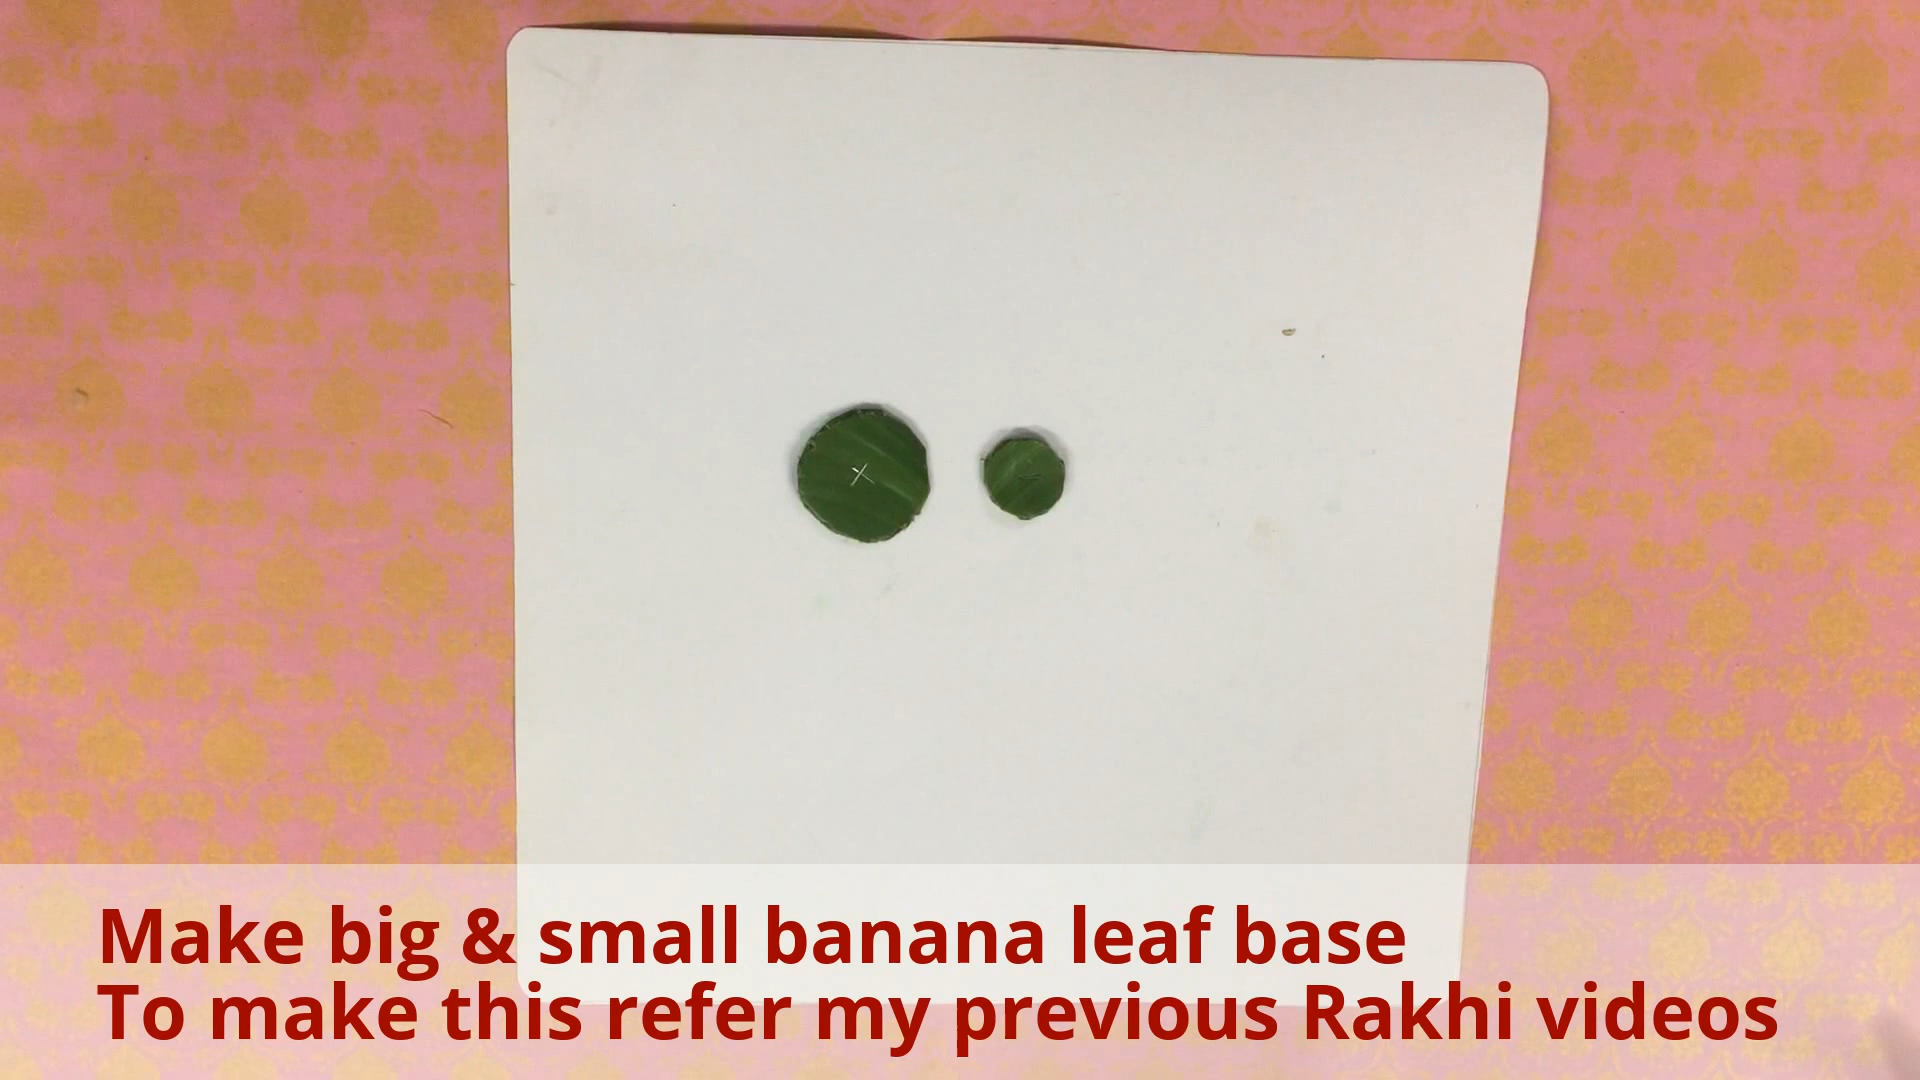 Make big & small banana leaf base
To make this refer my previous Rakhi videos